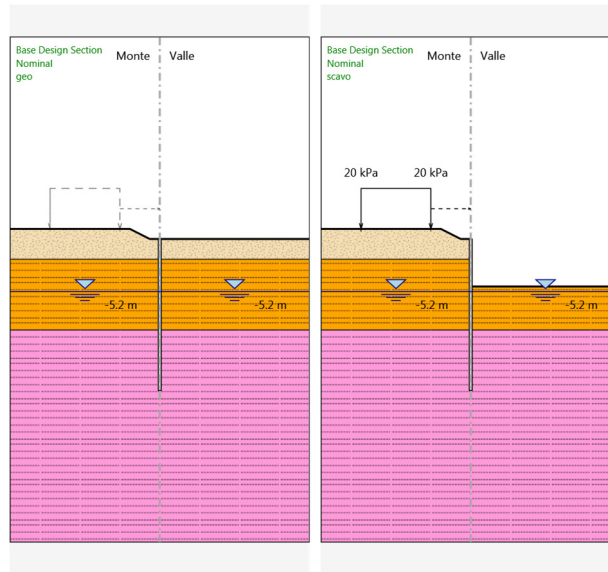 Base Design Section
Nominal
geo
Monte
Valle
-5.2 m
-5.2 m
Base Design Section
Nominal
scavo
Monte
Valle
20 kPa
20 kPa
-5.2 m
-5.2 m